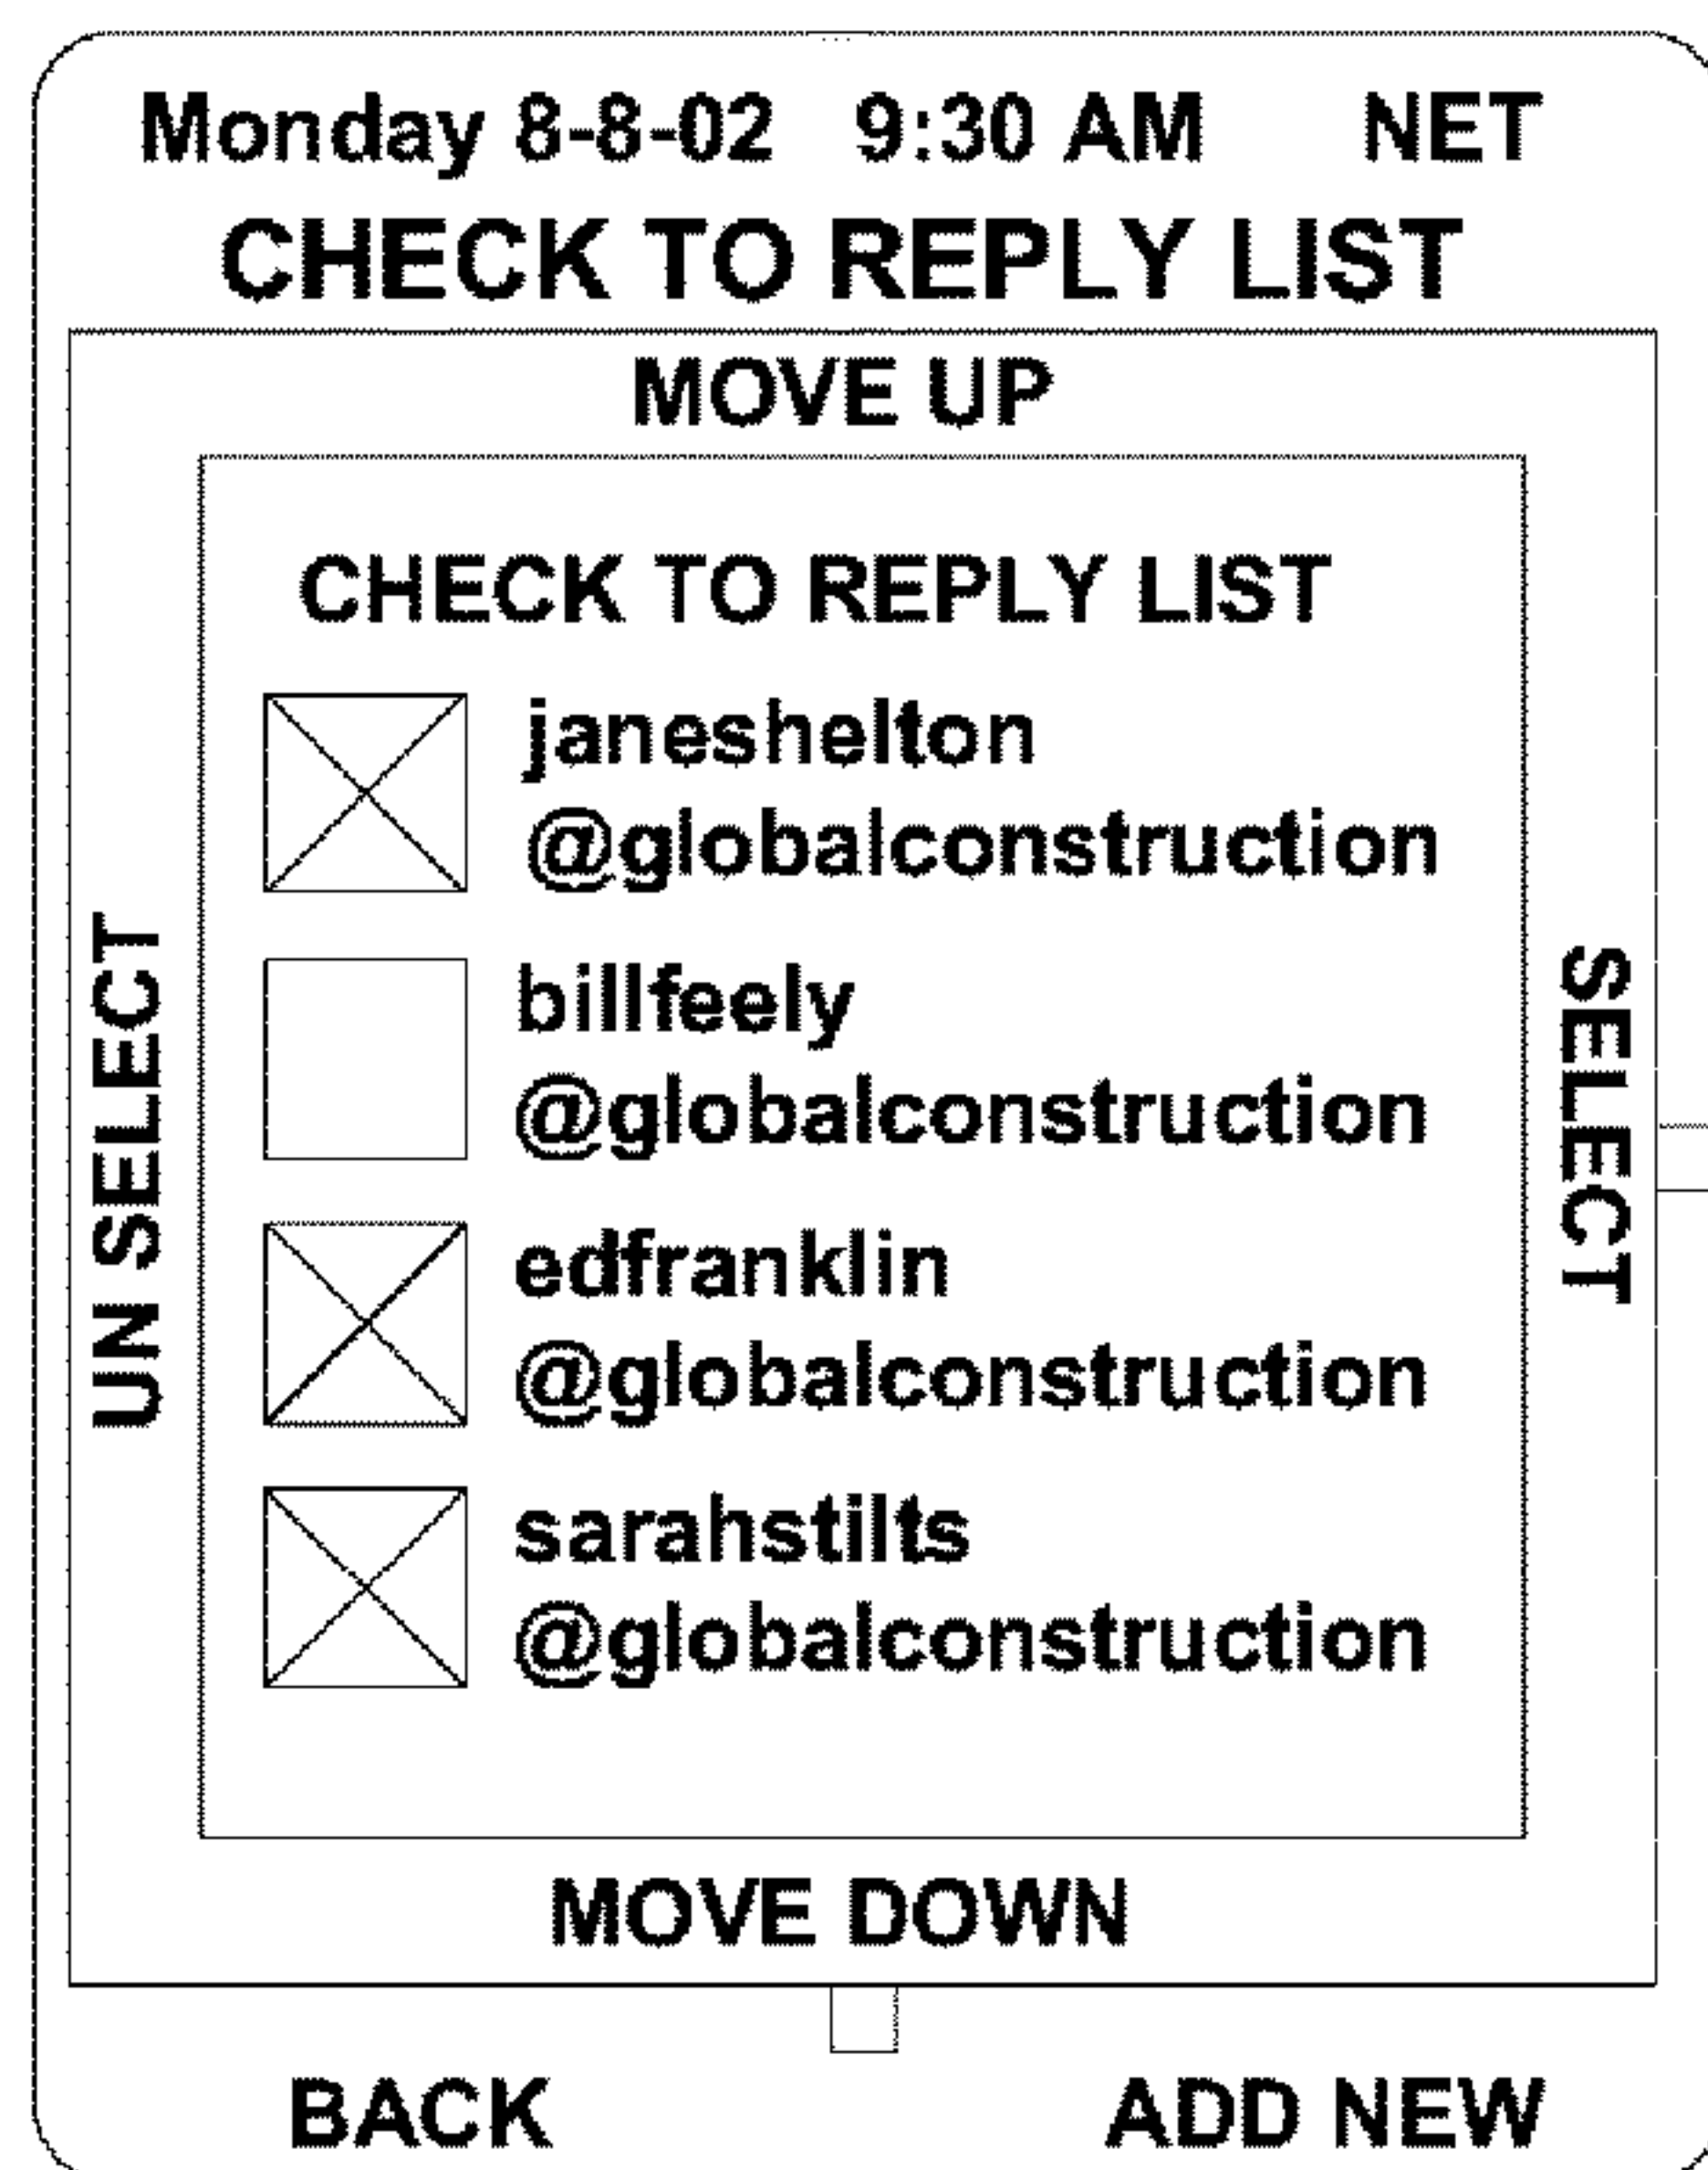 Monday 8-8-02 9:30 AM NET
CHECK TO REPLY LIST
MOVE UP
CHECK TO REPLY LIST
janeshelton
@globalconstruction
billfeely
@globalconstruction
edfranklin
@globalconstruction
sarahstilts
@globalconstruction
UN SELECT
SELECT
MOVE DOWN
BACK ADD NEW